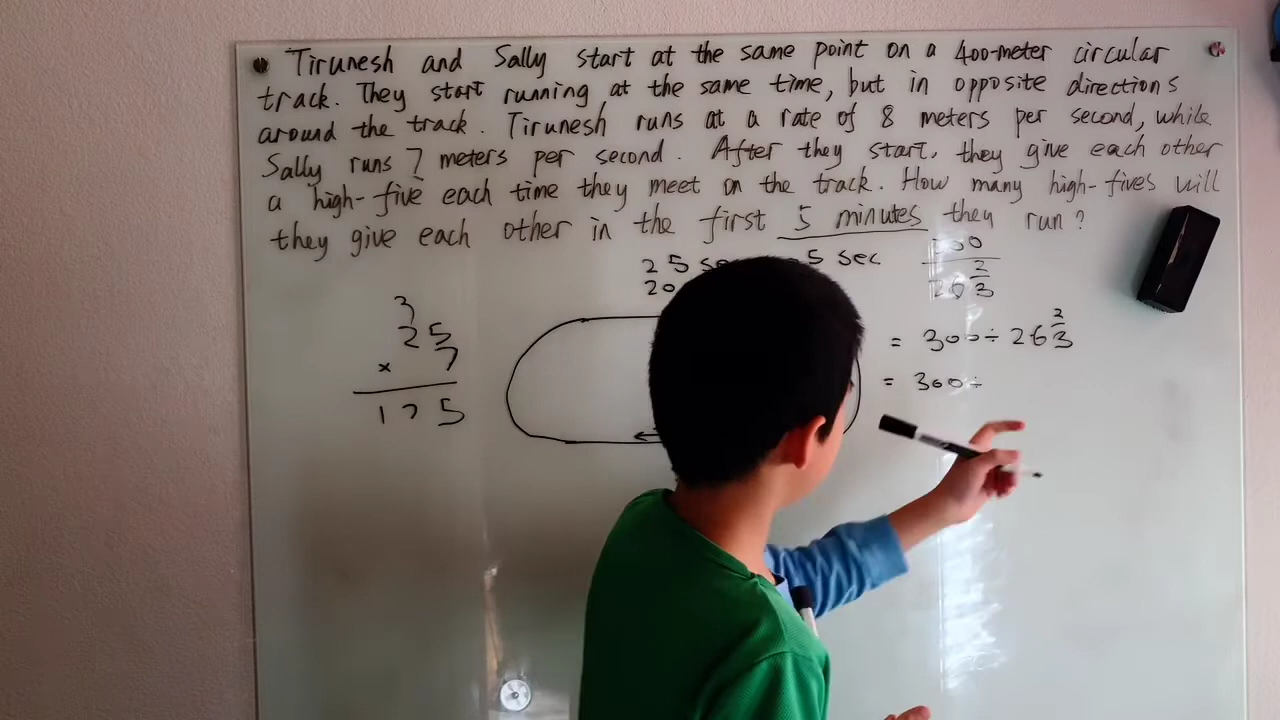 Tirunesh and Sally start at the same point on a 400-meter circular
track. They start running at the same time, but in opposite directions
around the track. Tirunesh runs at a rate of 8 meters per second, while
Sally runs 7 meters per second. After they start, they give each other
a high-five each time they meet on the track. How many high-fives will
they give each other in the first 5 minutes they run?
25 5 sec
20
300
26 2/3
= 300 ÷ 26 2/3
= 300 ÷
3
25
× 7
175